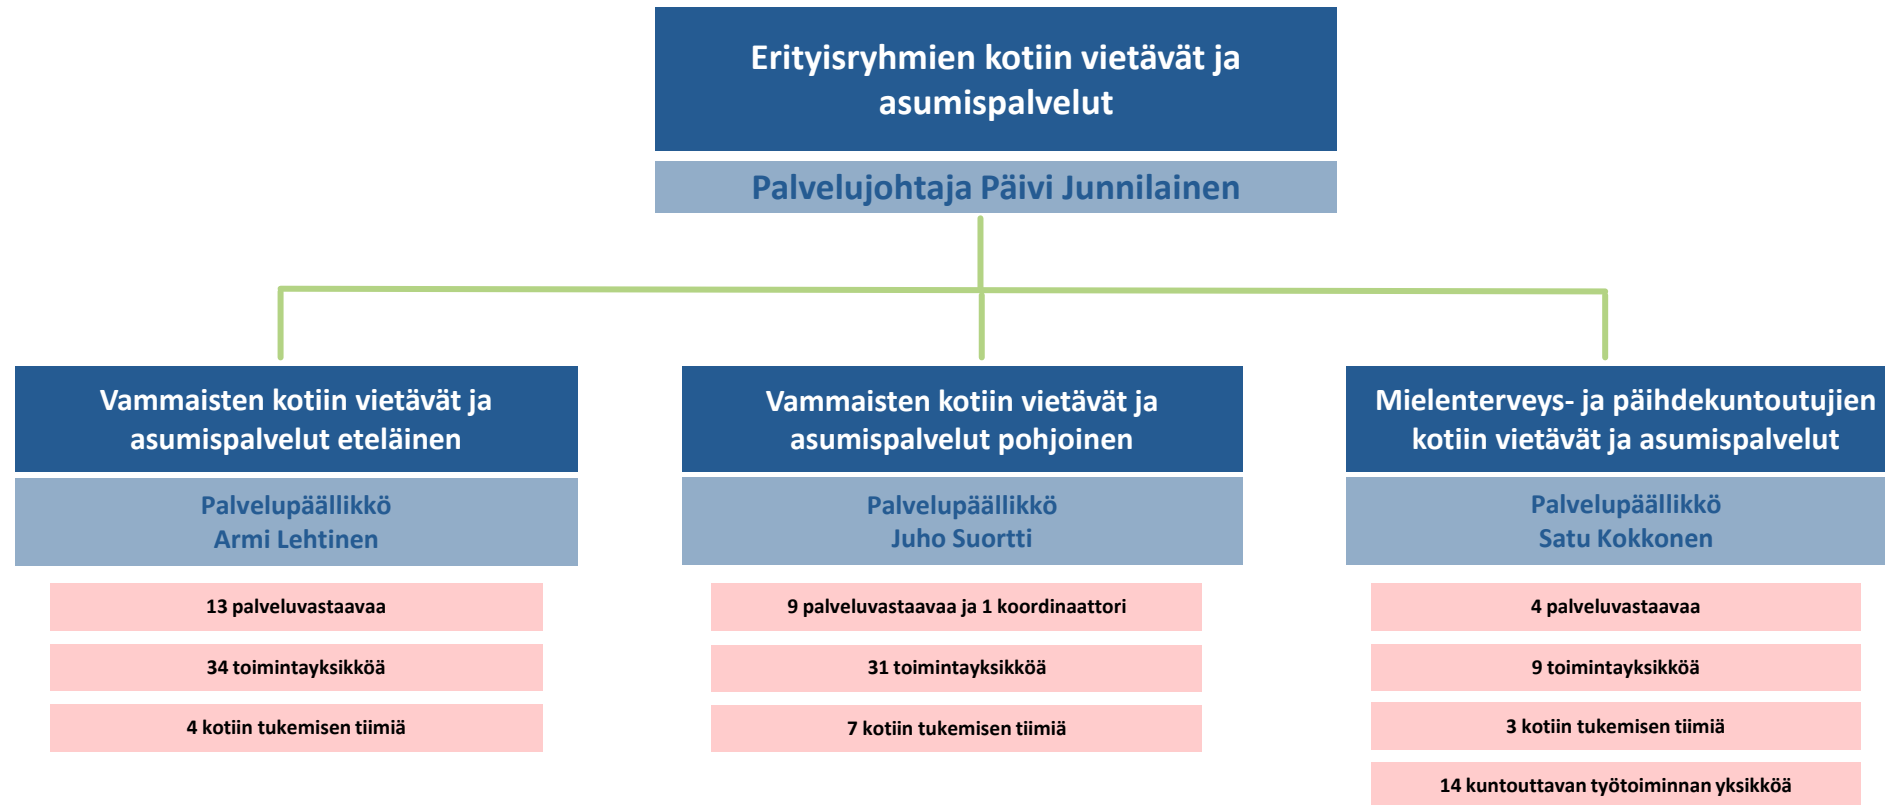 Erityisryhmien kotiin vietävät ja
asumispalvelut
Palvelujohtaja Päivi Junnilainen
Vammaisten kotiin vietävät ja
asumispalvelut eteläinen
Palvelupäällikkö
Armi Lehtinen
13 palveluvastaavaa
34 toimintayksikköä
4 kotiin tukemisen tiimiä
Vammaisten kotiin vietävät ja
asumispalvelut pohjoinen
Palvelupäällikkö
Juho Suortti
9 palveluvastaavaa ja 1 koordinaattori
31 toimintayksikköä
7 kotiin tukemisen tiimiä
Mielenterveys- ja päihdekuntoutujien
kotiin vietävät ja asumispalvelut
Palvelupäällikkö
Satu Kokkonen
4 palveluvastaavaa
9 toimintayksikköä
3 kotiin tukemisen tiimiä
14 kuntouttavan työtoiminnan yksikköä